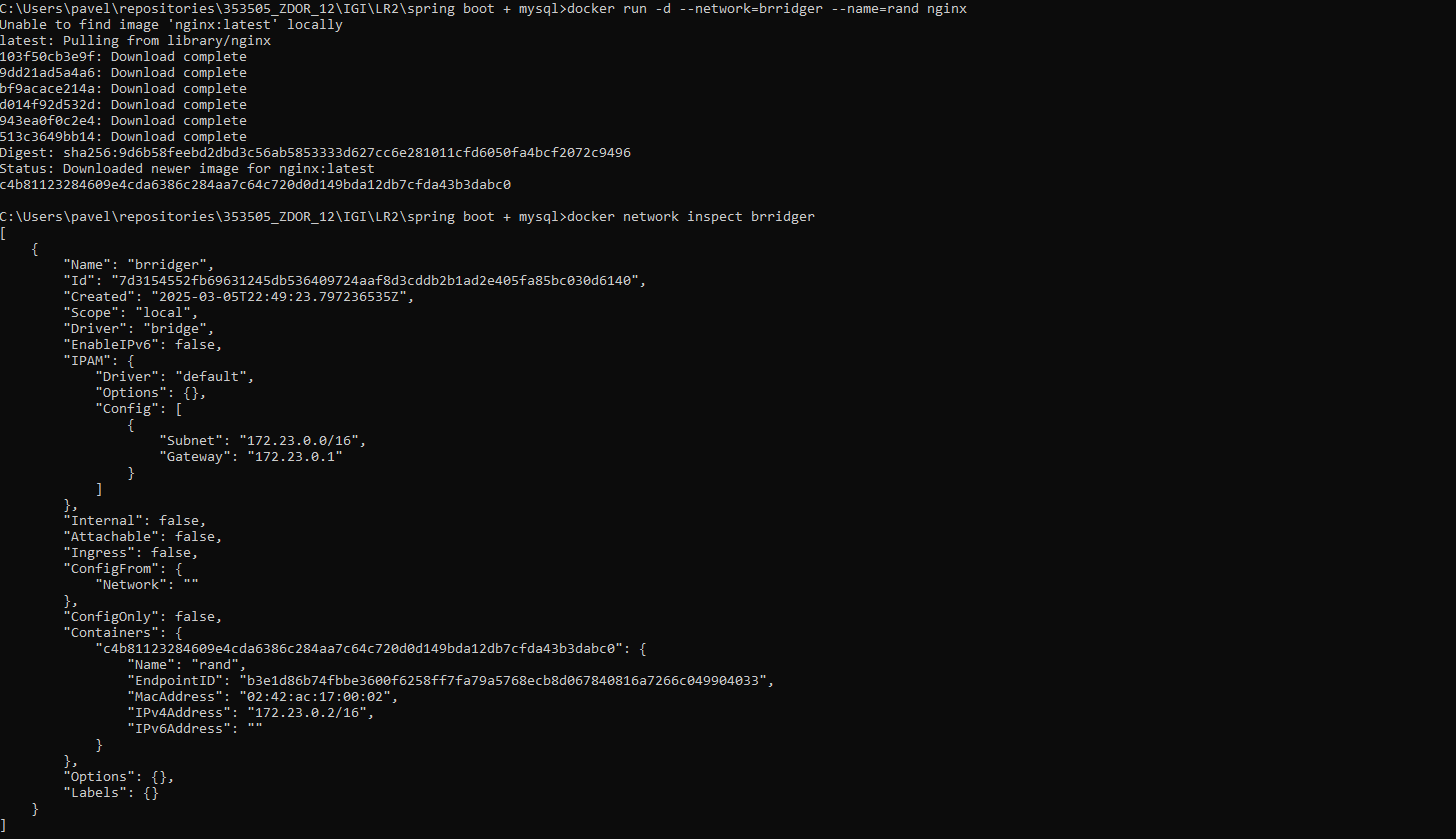 C:\Users\pavel\repositories\353505_ZDOR_12\IGI\LR2\spring boot + mysql>docker run -d --network=brridger --name=rand nginx
Unable to find image 'nginx:latest' locally
latest: Pulling from library/nginx
103f50cb3e9f: Download complete
9dd21ad5a4a6: Download complete
bf9acace214a: Download complete
d014f92d532d: Download complete
943ea0f0c2e4: Download complete
513c3649bb14: Download complete
Digest: sha256:9d6b58feebd2dbd3c56ab5853333d627cc6e281011cfd6050fa4bcf2072c9496
Status: Downloaded newer image for nginx:latest
c4b81123284609e4cda6386c284aa7c64c720d0d149bda12db7cfda43b3dabc0

C:\Users\pavel\repositories\353505_ZDOR_12\IGI\LR2\spring boot + mysql>docker network inspect brridger
[
    {
        "Name": "brridger",
        "Id": "7d3154552fb69631245db536409724aaf8d3cddb2b1ad2e405fa85bc030d6140",
        "Created": "2025-03-05T22:49:23.797236535Z",
        "Scope": "local",
        "Driver": "bridge",
        "EnableIPv6": false,
        "IPAM": {
            "Driver": "default",
            "Options": {},
            "Config": [
                {
                    "Subnet": "172.23.0.0/16",
                    "Gateway": "172.23.0.1"
                }
            ]
        },
        "Internal": false,
        "Attachable": false,
        "Ingress": false,
        "ConfigFrom": {
            "Network": ""
        },
        "ConfigOnly": false,
        "Containers": {
            "c4b81123284609e4cda6386c284aa7c64c720d0d149bda12db7cfda43b3dabc0": {
                "Name": "rand",
                "EndpointID": "b3e1d86b74fbbe3600f6258ff7fa79a5768ecb8d067840816a7266c049904033",
                "MacAddress": "02:42:ac:17:00:02",
                "IPv4Address": "172.23.0.2/16",
                "IPv6Address": ""
            }
        },
        "Options": {},
        "Labels": {}
    }
]